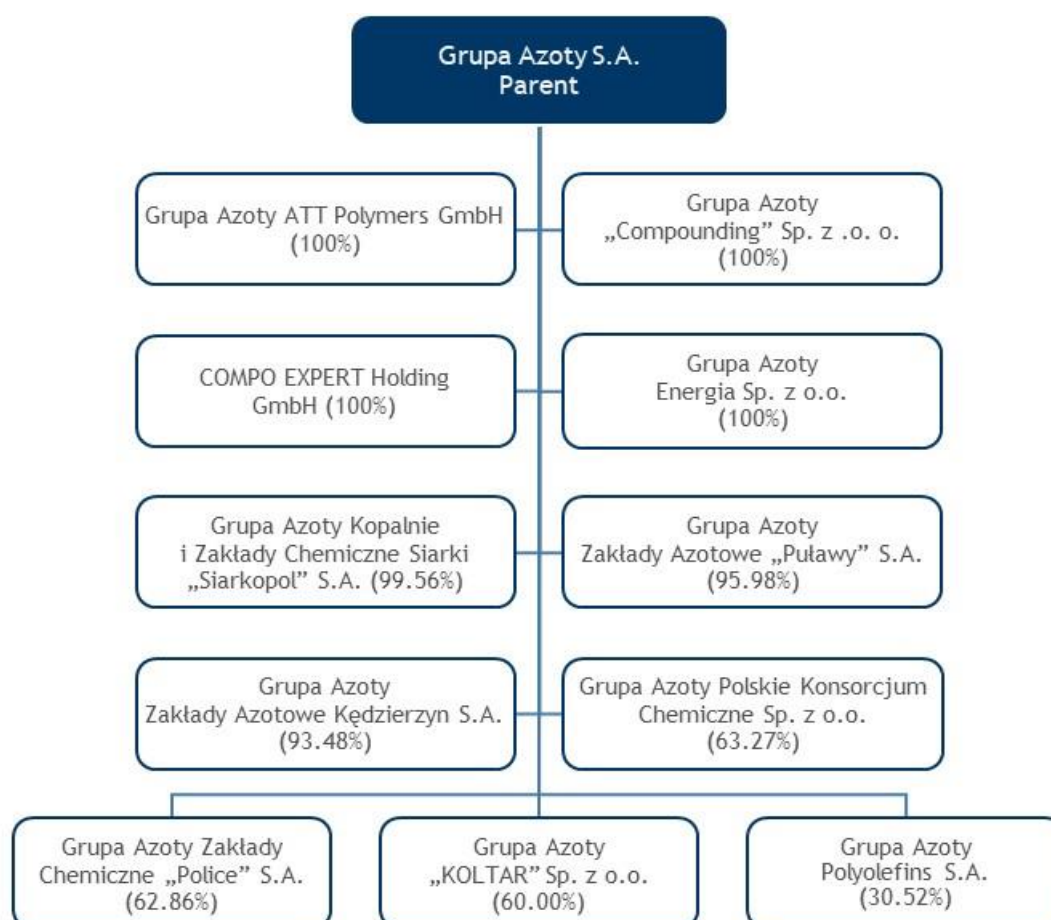 Grupa Azoty S.A.
Parent
Grupa Azoty ATT Polymers GmbH
(100%)
Grupa Azoty
„Compounding” Sp. z .o. o.
(100%)
COMPO EXPERT Holding
GmbH (100%)
Grupa Azoty
Energia Sp. z o.o.
(100%)
Grupa Azoty Kopalnie
i Zakłady Chemiczne Siarki
„Siarkopol” S.A. (99.56%)
Grupa Azoty
Zakłady Azotowe „Puławy” S.A.
(95.98%)
Grupa Azoty
Zakłady Azotowe Kędzierzyn S.A.
(93.48%)
Grupa Azoty Polskie Konsorcjum
Chemiczne Sp. z o.o.
(63.27%)
Grupa Azoty Zakłady
Chemiczne „Police” S.A.
(62.86%)
Grupa Azoty
„KOLTAR” Sp. z o.o.
(60.00%)
Grupa Azoty
Polyolefins S.A.
(30.52%)